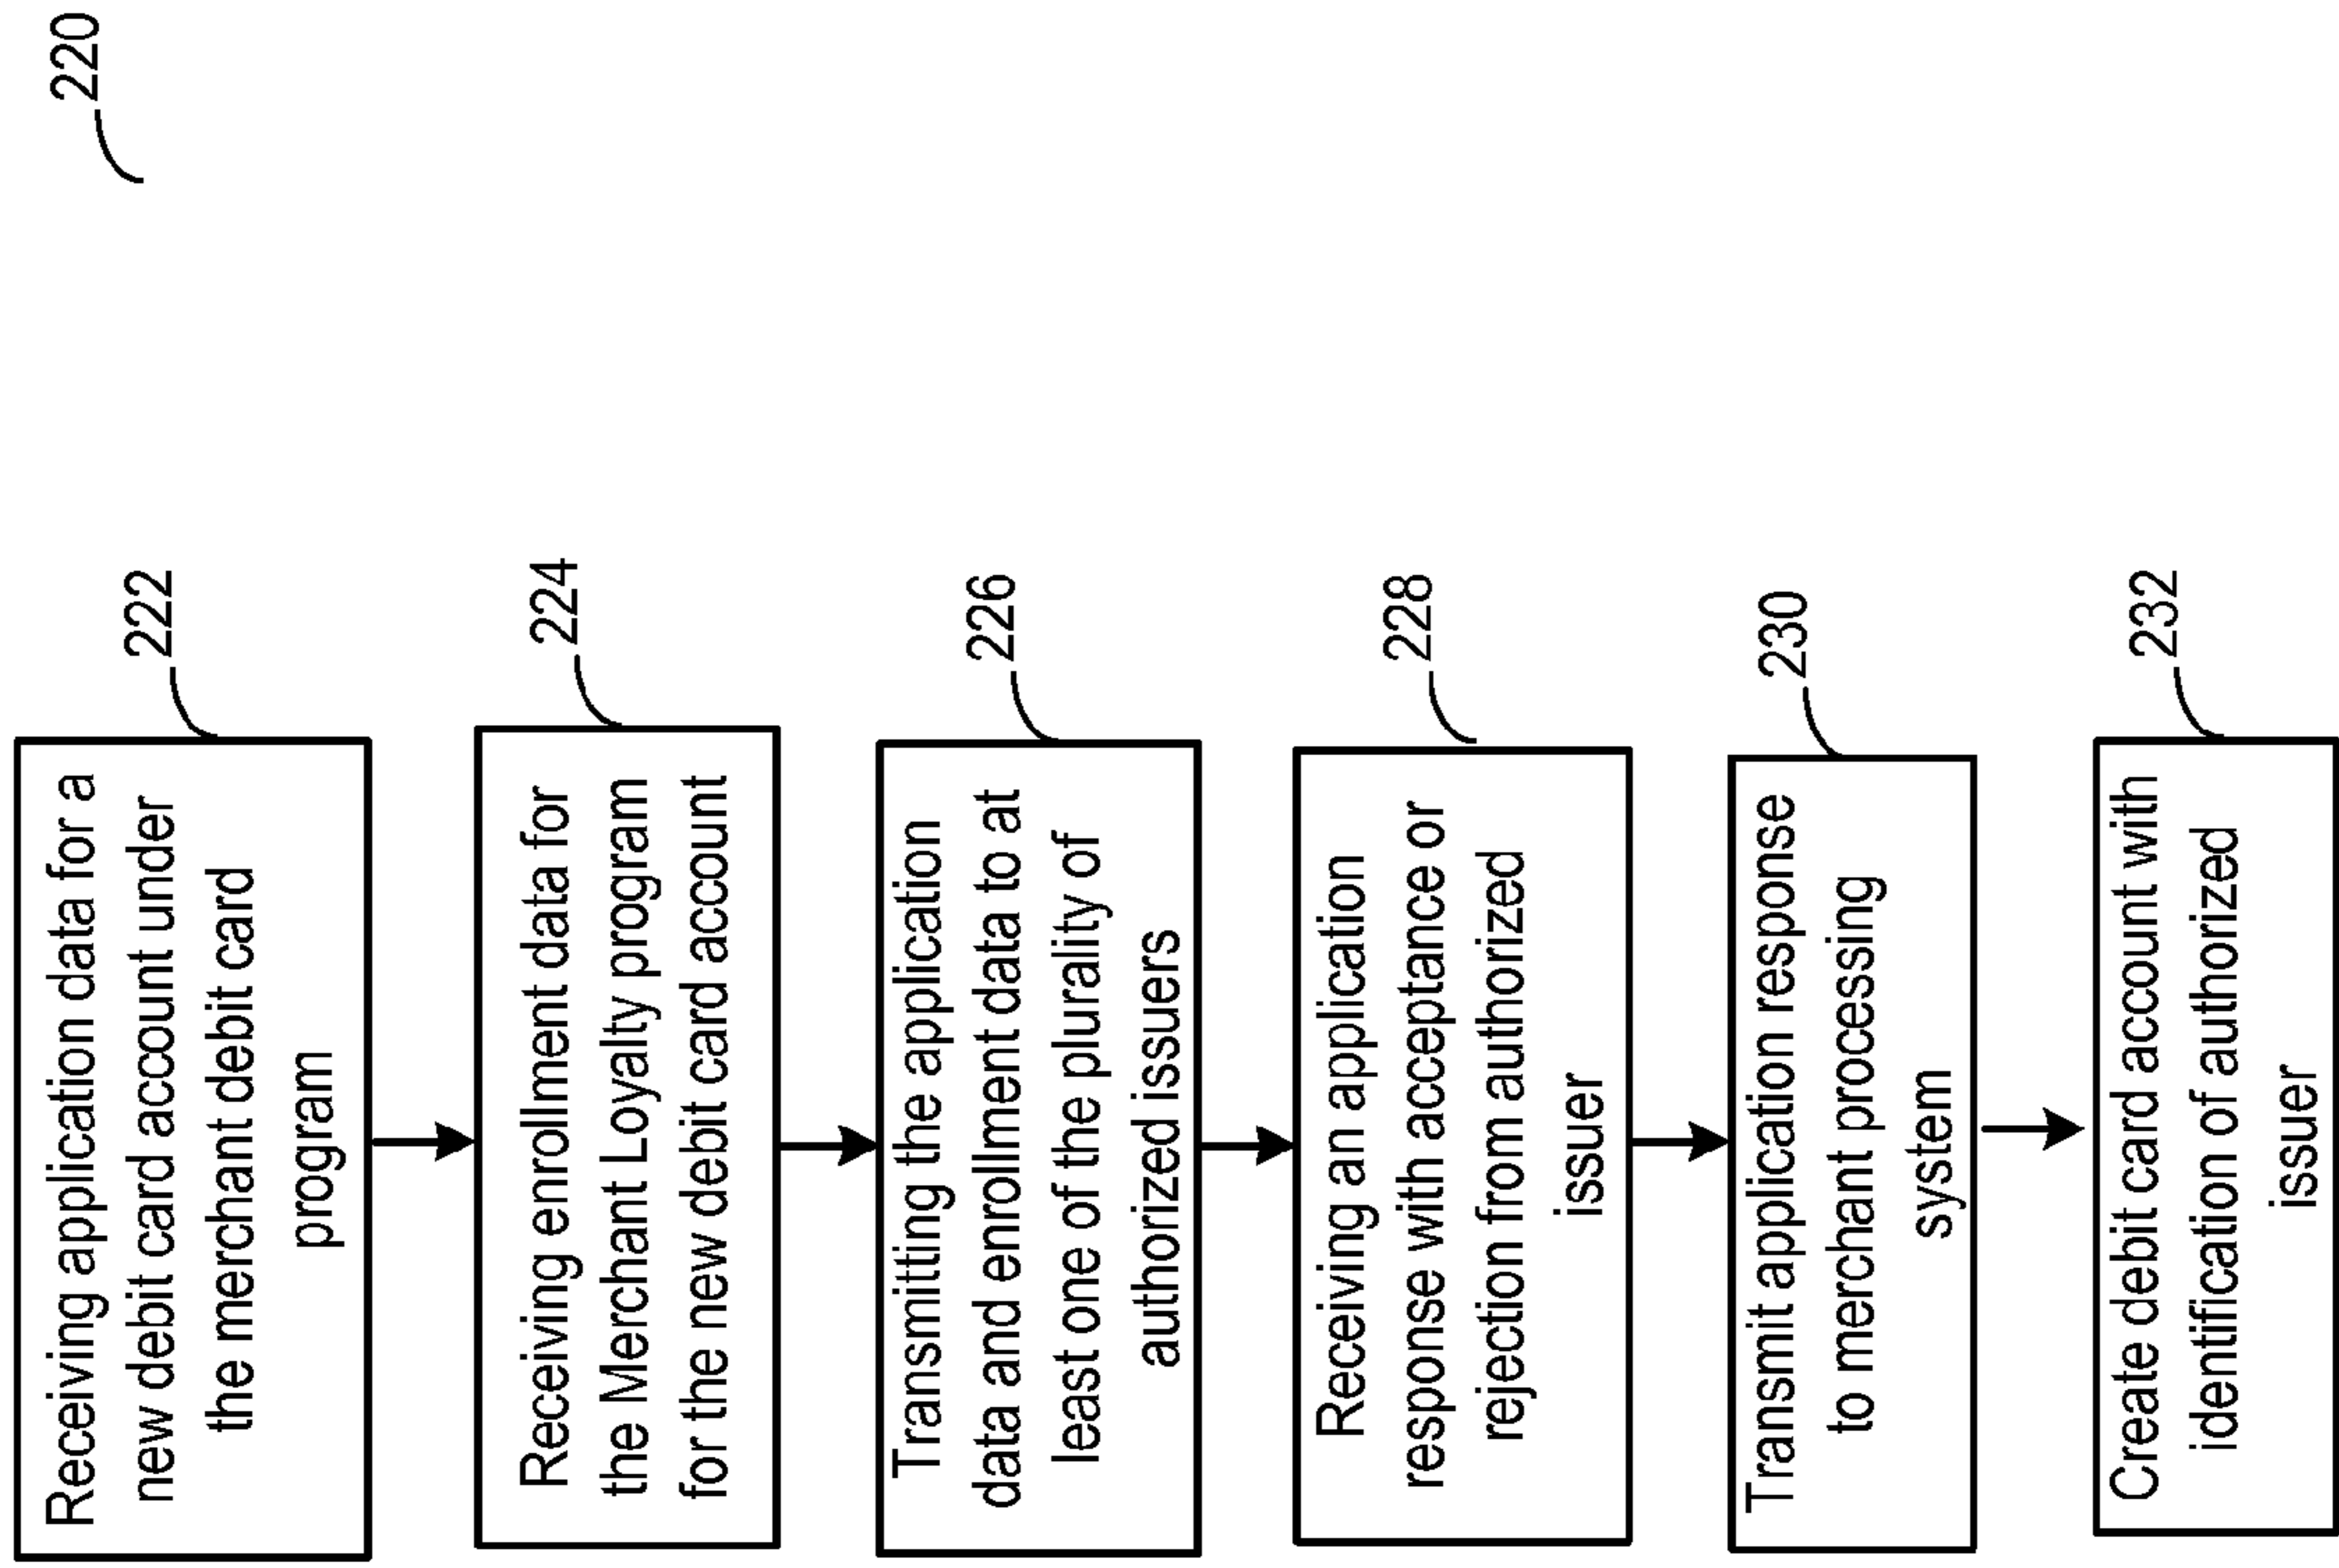 220
Receiving application data for a
new debit card account under
the merchant debit card
program
222
Receiving enrollment data for
the Merchant Loyalty program
for the new debit card account
224
Transmitting the application
data and enrollment data to at
least one of the plurality of
authorized issuers
226
Receiving an application
response with acceptance or
rejection from authorized
issuer
228
Transmit application response
to merchant processing
system
230
Create debit card account with
identification of authorized
issuer
232